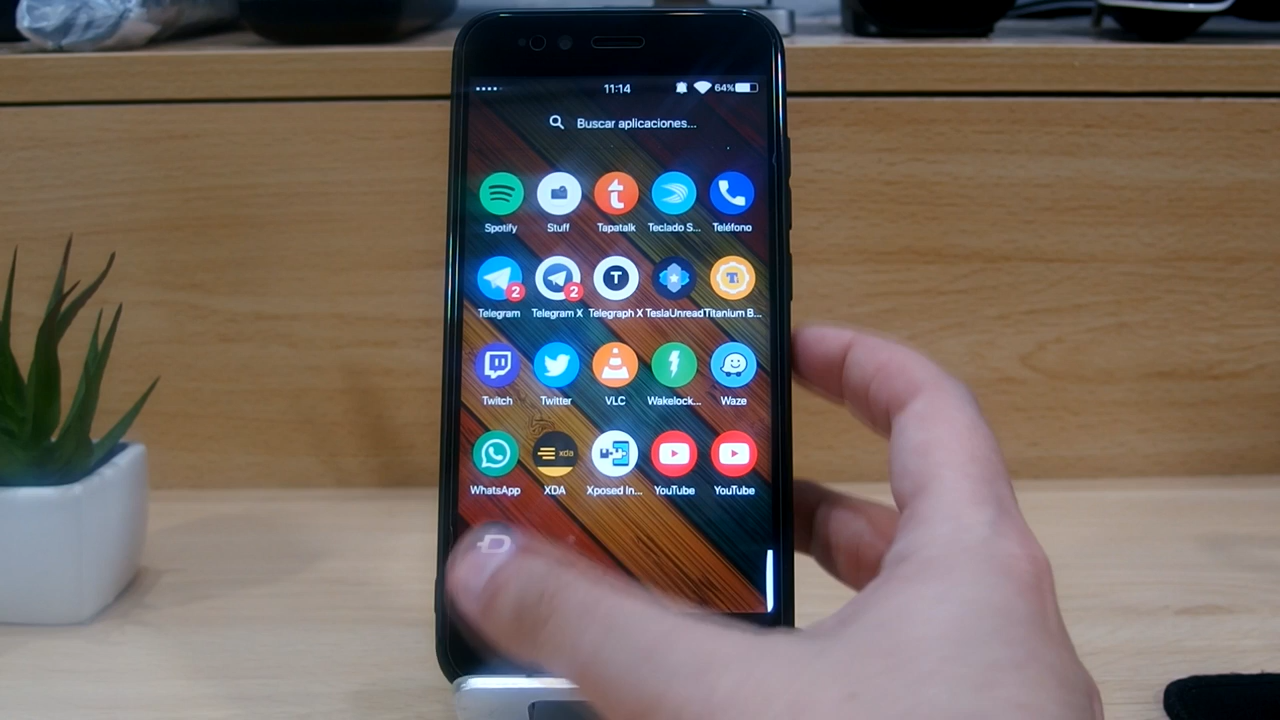 11:14 64%
Buscar aplicaciones...
Spotify Stuff Tapatalk Teclado S... Teléfono
2 2 T T
Telegram Telegram X Telegraph X TeslaUnread Titanium B...
Twitch Twitter VLC Wakelock... Waze
xda
WhatsApp XDA Xposed In... YouTube YouTube